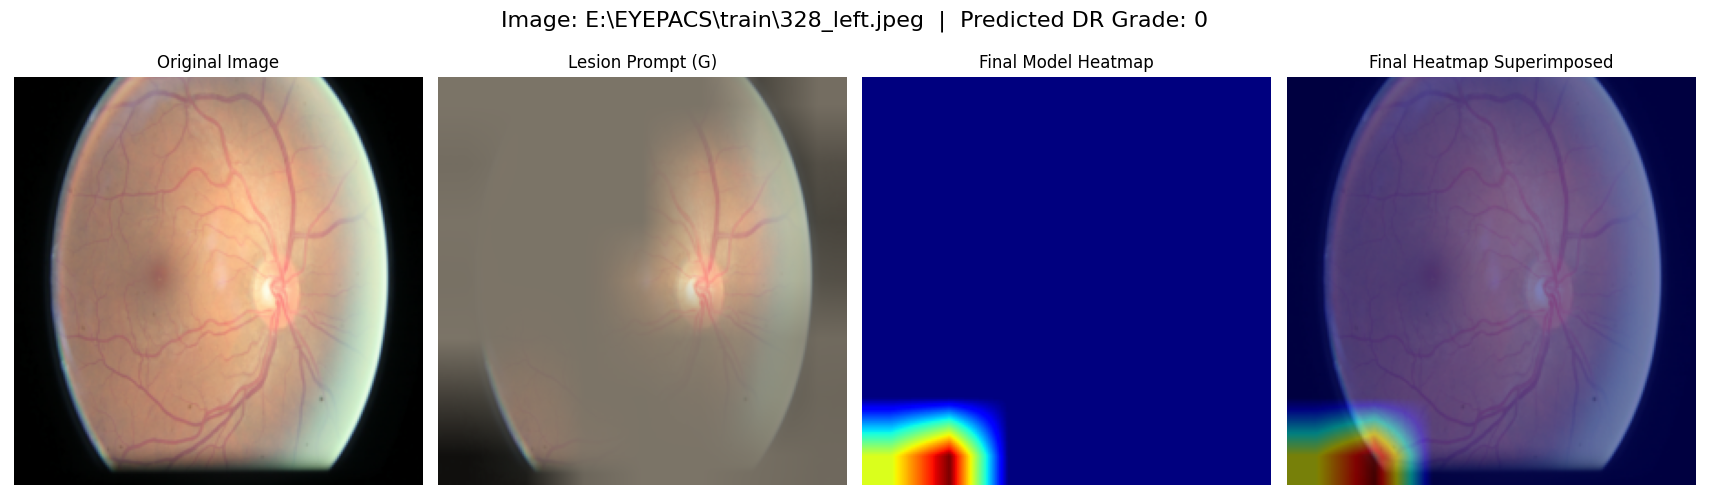 Image: E:\EYEPACS\train\328_left.jpeg  |  Predicted DR Grade: 0
Original Image
Lesion Prompt (G)
Final Model Heatmap
Final Heatmap Superimposed